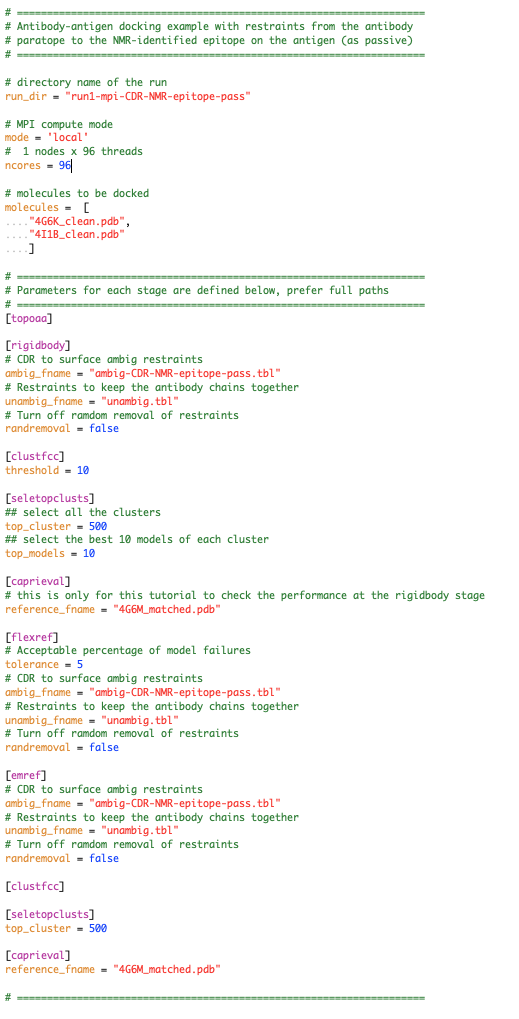 # ====================================================================
# Antibody-antigen docking example with restraints from the antibody
# paratope to the NMR-identified epitope on the antigen (as passive)
# ====================================================================
# directory name of the run
run_dir = "run1-mpi-CDR-NMR-epitope-pass"
# MPI compute mode
mode = 'local'
#  1 nodes x 96 threads
ncores = 96
# molecules to be docked
molecules =  [
...."4G6K_clean.pdb",
...."4I1B_clean.pdb"
....]
# ====================================================================
# Parameters for each stage are defined below, prefer full paths
# ====================================================================
[topoaa]
[rigidbody]
# CDR to surface ambig restraints
ambig_fname = "ambig-CDR-NMR-epitope-pass.tbl"
# Restraints to keep the antibody chains together
unambig_fname = "unambig.tbl"
# Turn off ramdom removal of restraints
randremoval = false
[clustfcc]
threshold = 10
[seletopclusts]
## select all the clusters
top_cluster = 500
## select the best 10 models of each cluster
top_models = 10
[caprieval]
# this is only for this tutorial to check the performance at the rigidbody stage
reference_fname = "4G6M_matched.pdb"
[flexref]
# Acceptable percentage of model failures
tolerance = 5
# CDR to surface ambig restraints
ambig_fname = "ambig-CDR-NMR-epitope-pass.tbl"
# Restraints to keep the antibody chains together
unambig_fname = "unambig.tbl"
# Turn off ramdom removal of restraints
randremoval = false
[emref]
# CDR to surface ambig restraints
ambig_fname = "ambig-CDR-NMR-epitope-pass.tbl"
# Restraints to keep the antibody chains together
unambig_fname = "unambig.tbl"
# Turn off ramdom removal of restraints
randremoval = false
[clustfcc]
[seletopclusts]
top_cluster = 500
[caprieval]
reference_fname = "4G6M_matched.pdb"
# ====================================================================